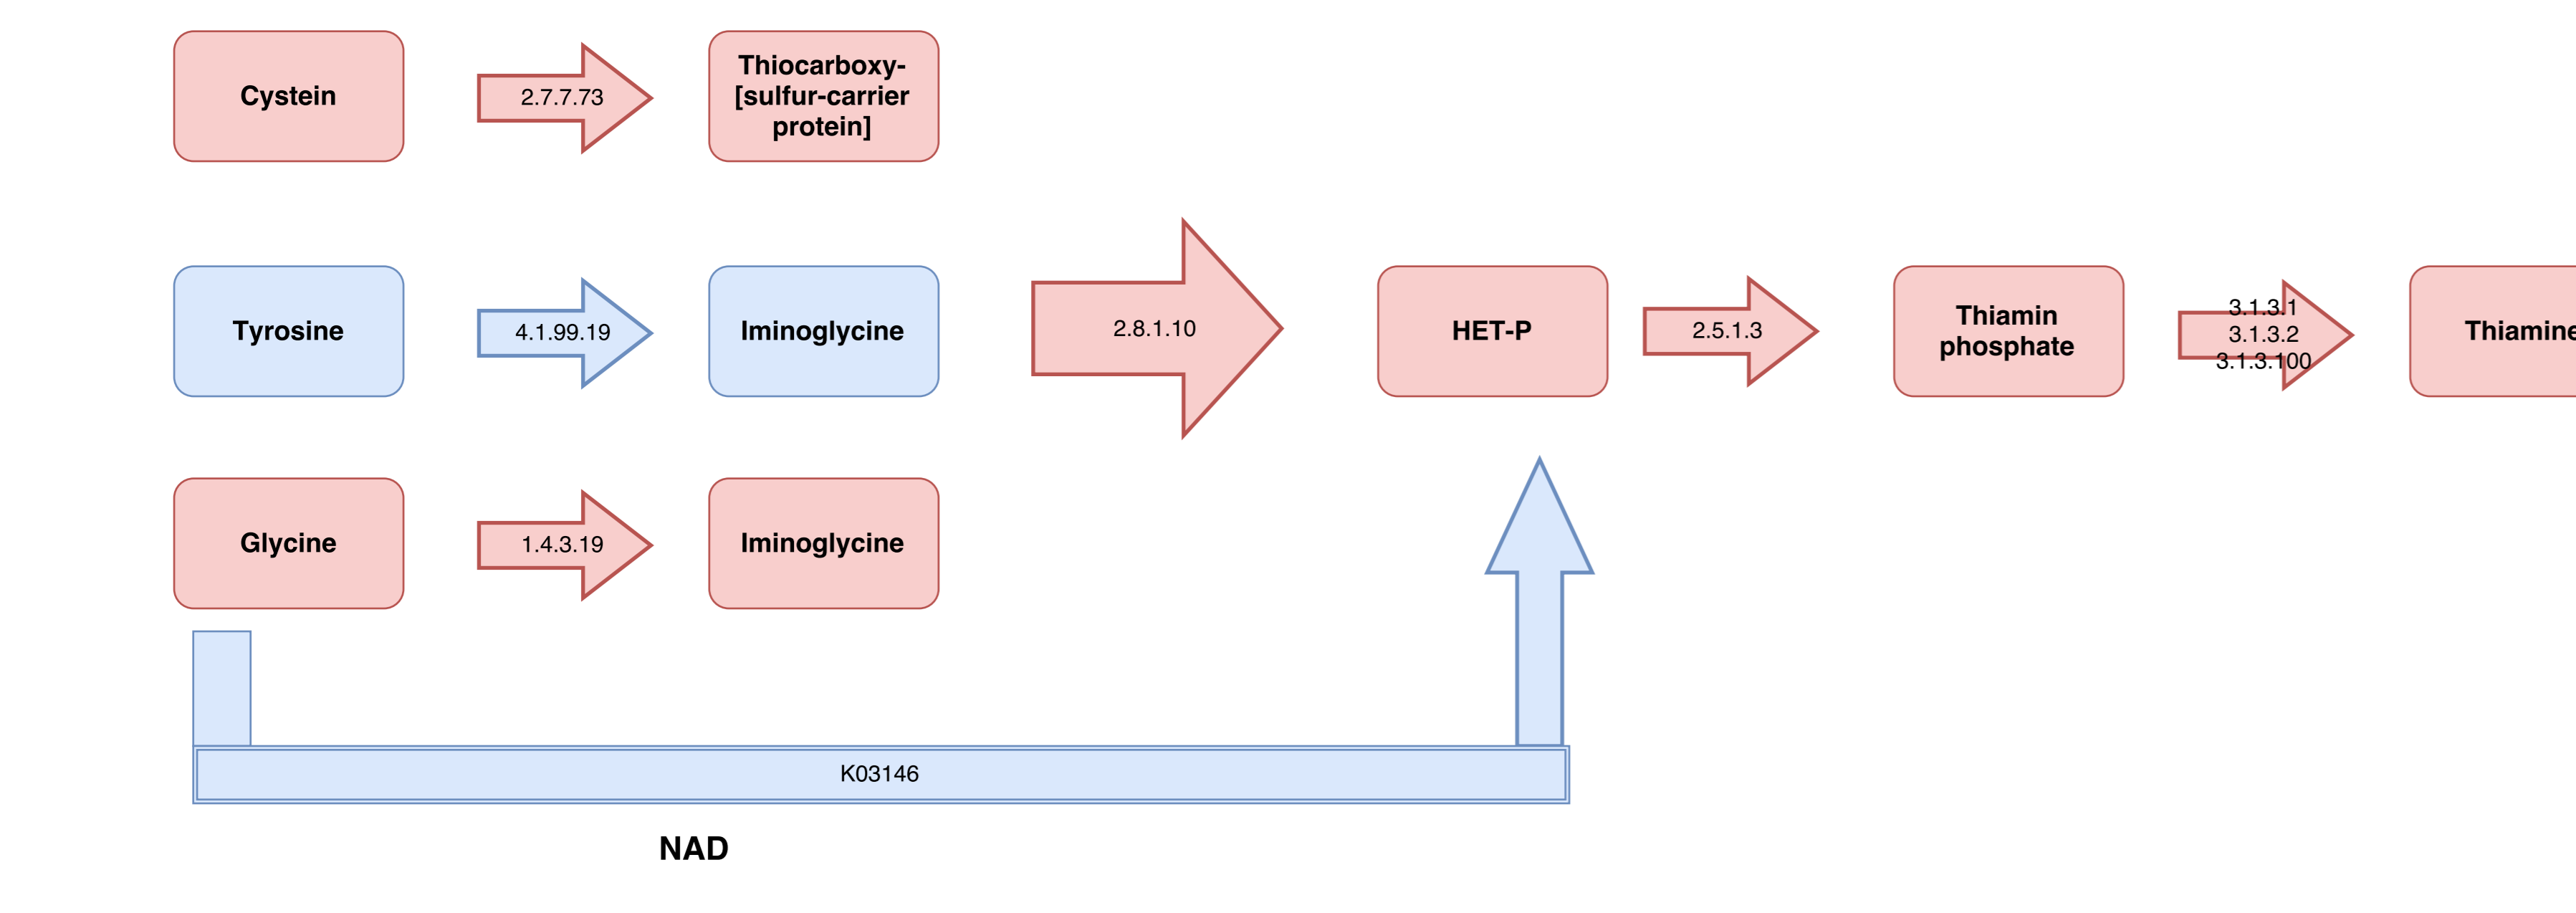 Cystein
2.7.7.73
Thiocarboxy-
[sulfur-carrier
protein]
Tyrosine
4.1.99.19
Iminoglycine
2.8.1.10
HET-P
2.5.1.3
Thiamin
phosphate
3.1.3.1
3.1.3.2
3.1.3.100
Thiamine
Glycine
1.4.3.19
Iminoglycine
K03146
NAD